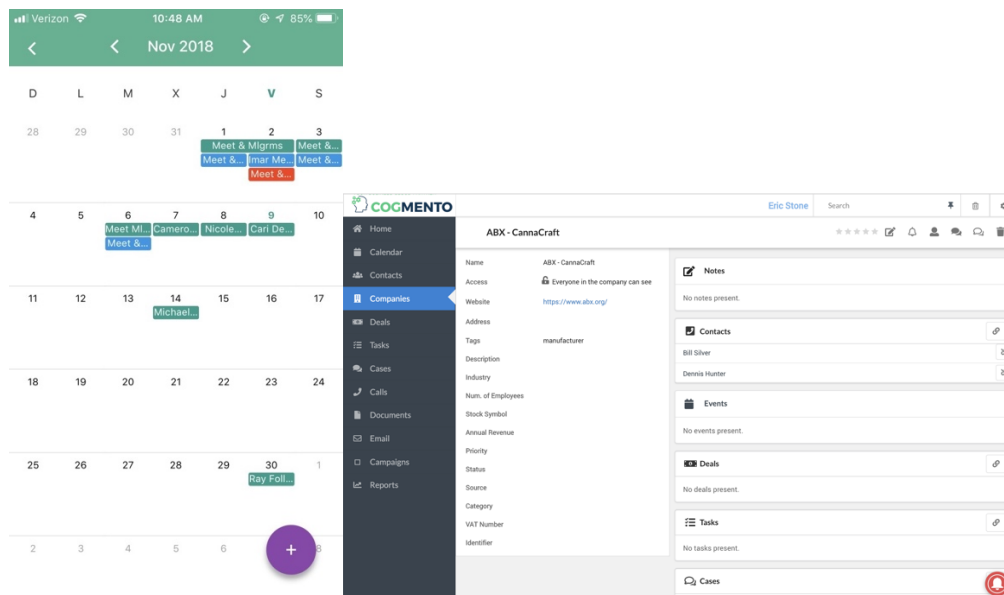 Verizon 10:48 AM 85%
Nov 2018
D L M X J V S
28 29 30 31 1 2 3
Meet & MIgrms Meet &...
Meet &... Imar Me... Meet &...
Meet &...
4 5 6 7 8 9 10
Meet MI... Camero... Nicole... Cari De...
Meet &...
11 12 13 14 15 16 17
Michael...
18 19 20 21 22 23 24
25 26 27 28 29 30 1
Ray Foll...
2 3 4 5 6 8
+
COGMENTO
Eric Stone Search
Home
Calendar
Contacts
Companies
Deals
Tasks
Cases
Calls
Documents
Email
Campaigns
Reports
ABX - CannaCraft
Name ABX - CannaCraft
Access Everyone in the company can see
Website https://www.abx.org/
Address
Tags manufacturer
Description
Industry
Num. of Employees
Stock Symbol
Annual Revenue
Priority
Status
Source
Category
VAT Number
Identifier
Notes
No notes present.
Contacts
Bill Silver
Dennis Hunter
Events
No events present.
Deals
No deals present.
Tasks
No tasks present.
Cases